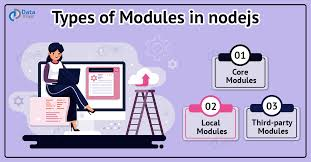 Data
Flair
Types of Modules in nodejs
01
Core
Modules
02
Local
Modules
03
Third-party
Modules